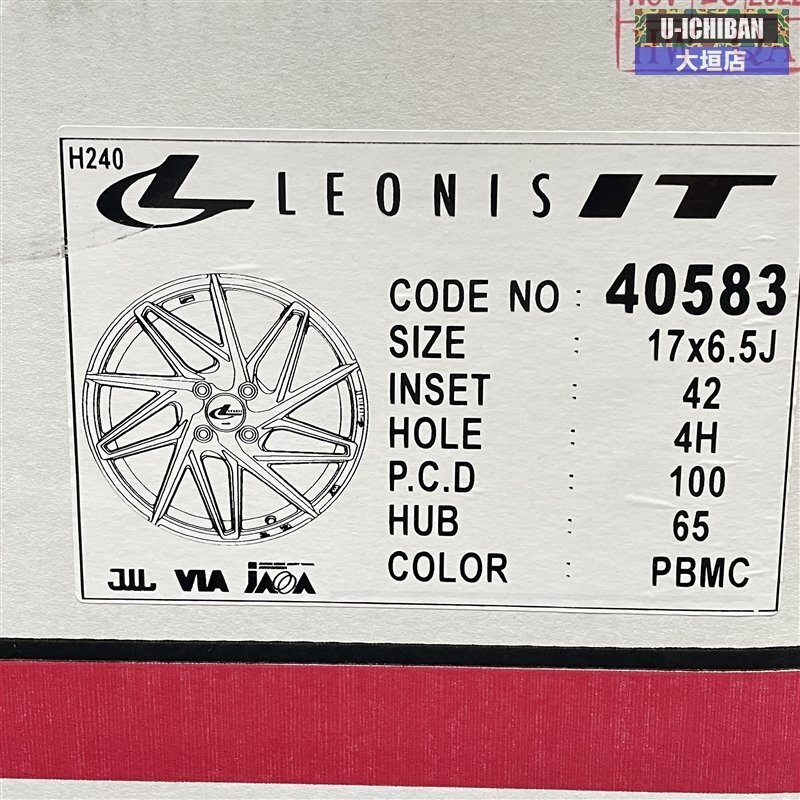 U-ICHIBAN
大垣店
H240
LEONIS IT
CODE NO : 40583
SIZE : 17x6.5J
INSET : 42
HOLE : 4H
P.C.D : 100
HUB : 65
COLOR : PBMC
LEONIS
JWL VIA JAWA